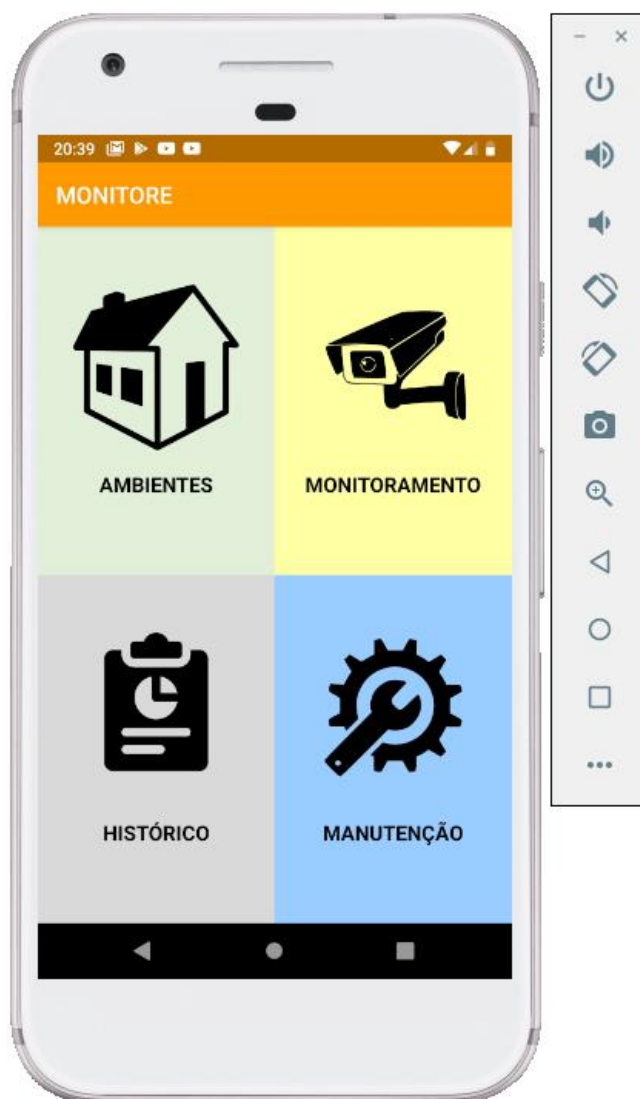 20:39
MONITORE
AMBIENTES
MONITORAMENTO
HISTÓRICO
MANUTENÇÃO